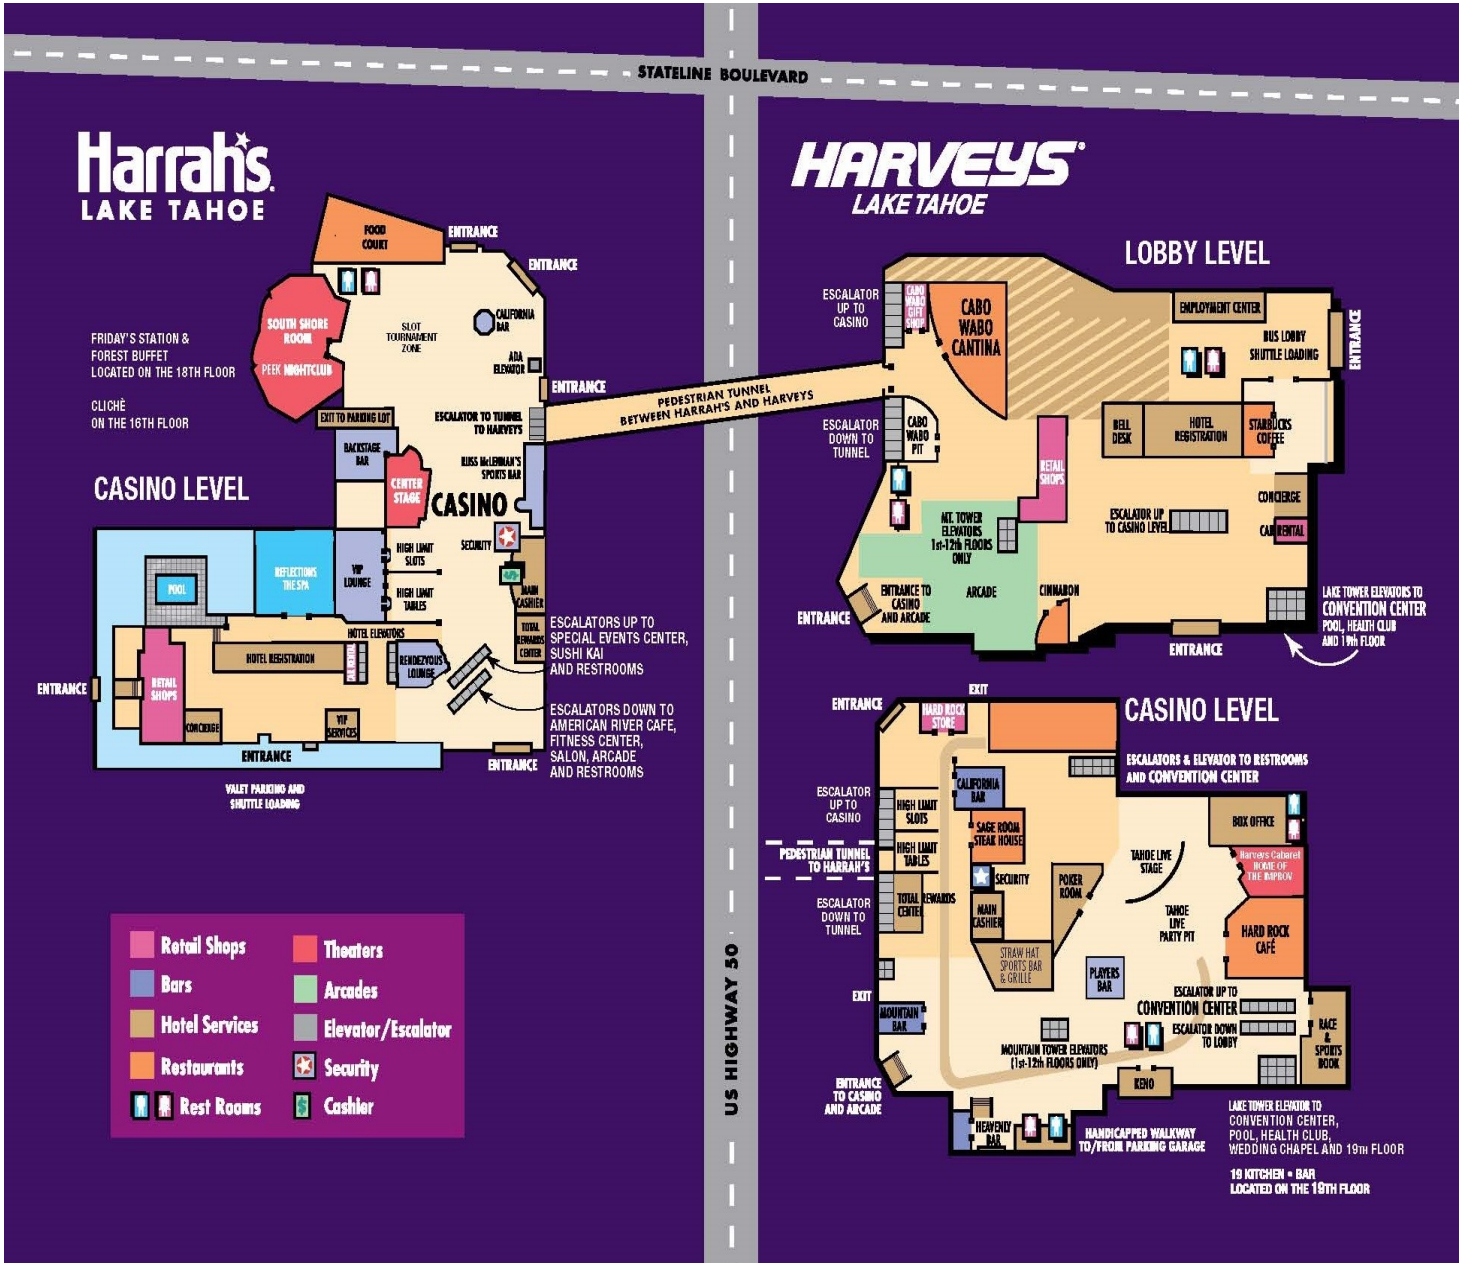 STATELINE BOULEVARD
US HIGHWAY 50
Harrah's
LAKE TAHOE
FRIDAY'S STATION &
FOREST BUFFET
LOCATED ON THE 18TH FLOOR
CLICHÈ
ON THE 16TH FLOOR
CASINO LEVEL
FOOD
COURT
ENTRANCE
ENTRANCE
SOUTH SHORE
ROOM
PEEK NIGHTCLUB
SLOT
TOURNAMENT
ZONE
CALIFORNIA
BAR
ADA
ELEVATOR
ENTRANCE
EXIT TO PARKING LOT
ESCALATOR TO TUNNEL
TO HARVEYS
PEDESTRIAN TUNNEL
BETWEEN HARRAH'S AND HARVEYS
BACKSTAGE
BAR
CENTER
STAGE
RUSS McLENNAN'S
SPORTS BAR
CASINO
SECURITY
HIGH LIMIT
SLOTS
HIGH LIMIT
TABLES
MAIN
CASHIER
TOTAL
REWARDS
CENTER
POOL
REFLECTIONS
THE SPA
VIP
LOUNGE
HOTEL ELEVATORS
HOTEL REGISTRATION
CAR RENTAL
RENDEZVOUS
LOUNGE
RETAIL
SHOPS
ENTRANCE
CONCIERGE
VIP
SERVICES
ENTRANCE
ENTRANCE
VALET PARKING AND
SHUTTLE LOADING
ESCALATORS UP TO
SPECIAL EVENTS CENTER,
SUSHI KAI
AND RESTROOMS
ESCALATORS DOWN TO
AMERICAN RIVER CAFE,
FITNESS CENTER,
SALON, ARCADE
AND RESTROOMS
Retail Shops
Bars
Hotel Services
Restaurants
Rest Rooms
Theaters
Arcades
Elevator/Escalator
Security
$ Cashier
HARVEYS®
LAKE TAHOE
LOBBY LEVEL
ESCALATOR
UP TO
CASINO
CABO
WABO
GIFT
SHOP
CABO
WABO
CANTINA
EMPLOYMENT CENTER
BUS LOBBY
SHUTTLE LOADING
ENTRANCE
ESCALATOR
DOWN TO
TUNNEL
CABO
WABO
PIT
RETAIL
SHOPS
BELL
DESK
HOTEL
REGISTRATION
STARBUCKS
COFFEE
CONCIERGE
CAR RENTAL
ESCALATOR UP
TO CASINO LEVEL
MT. TOWER
ELEVATORS
1st-12th FLOORS
ONLY
ARCADE
CINNABON
ENTRANCE TO
CASINO
AND ARCADE
ENTRANCE
ENTRANCE
LAKE TOWER ELEVATORS TO
CONVENTION CENTER
POOL, HEALTH CLUB
AND 19th FLOOR
CASINO LEVEL
ENTRANCE
EXIT
HARD ROCK
STORE
ESCALATORS & ELEVATOR TO RESTROOMS
AND CONVENTION CENTER
ESCALATOR
UP TO
CASINO
HIGH LIMIT
SLOTS
HIGH LIMIT
TABLES
PEDESTRIAN TUNNEL
TO HARRAH'S
ESCALATOR
DOWN TO
TUNNEL
TOTAL REWARDS
CENTER
CALIFORNIA
BAR
SAGE ROOM
STEAK HOUSE
SECURITY
MAIN
CASHIER
POKER
ROOM
STRAW HAT
SPORTS BAR
& GRILLE
TAHOE LIVE
STAGE
TAHOE
LIVE
PARTY PIT
BOX OFFICE
Harveys Cabaret
HOME OF
THE IMPROV
HARD ROCK
CAFÉ
PLAYERS
BAR
EXIT
MOUNTAIN
BAR
MOUNTAIN TOWER ELEVATORS
(1st-12th FLOORS ONLY)
ESCALATOR UP TO
CONVENTION CENTER
ESCALATOR DOWN
TO LOBBY
RACE
&
SPORTS
BOOK
KENO
ENTRANCE
TO CASINO
AND ARCADE
HEAVENLY
BAR
HANDICAPPED WALKWAY
TO/FROM PARKING GARAGE
LAKE TOWER ELEVATOR TO
CONVENTION CENTER,
POOL, HEALTH CLUB,
WEDDING CHAPEL AND 19TH FLOOR
19 KITCHEN • BAR
LOCATED ON THE 19TH FLOOR